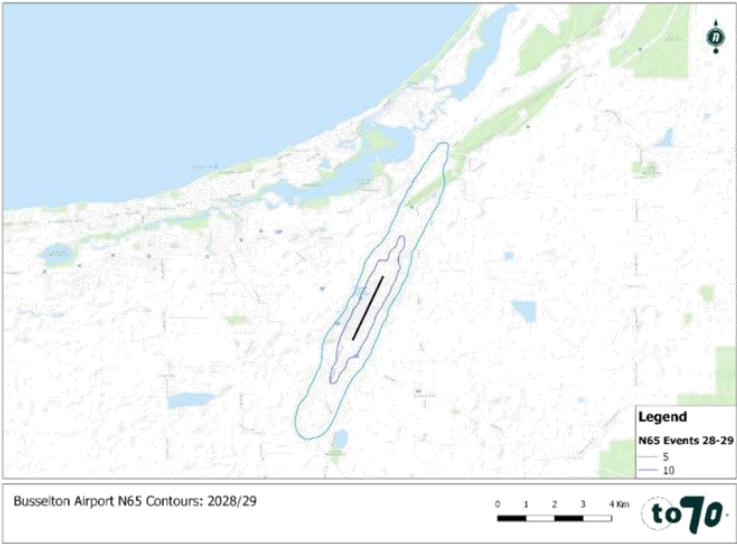 n
Legend
N65 Events 28-29
5
10
Busselton Airport N65 Contours: 2028/29
0 1 2 3 4 Km
to70